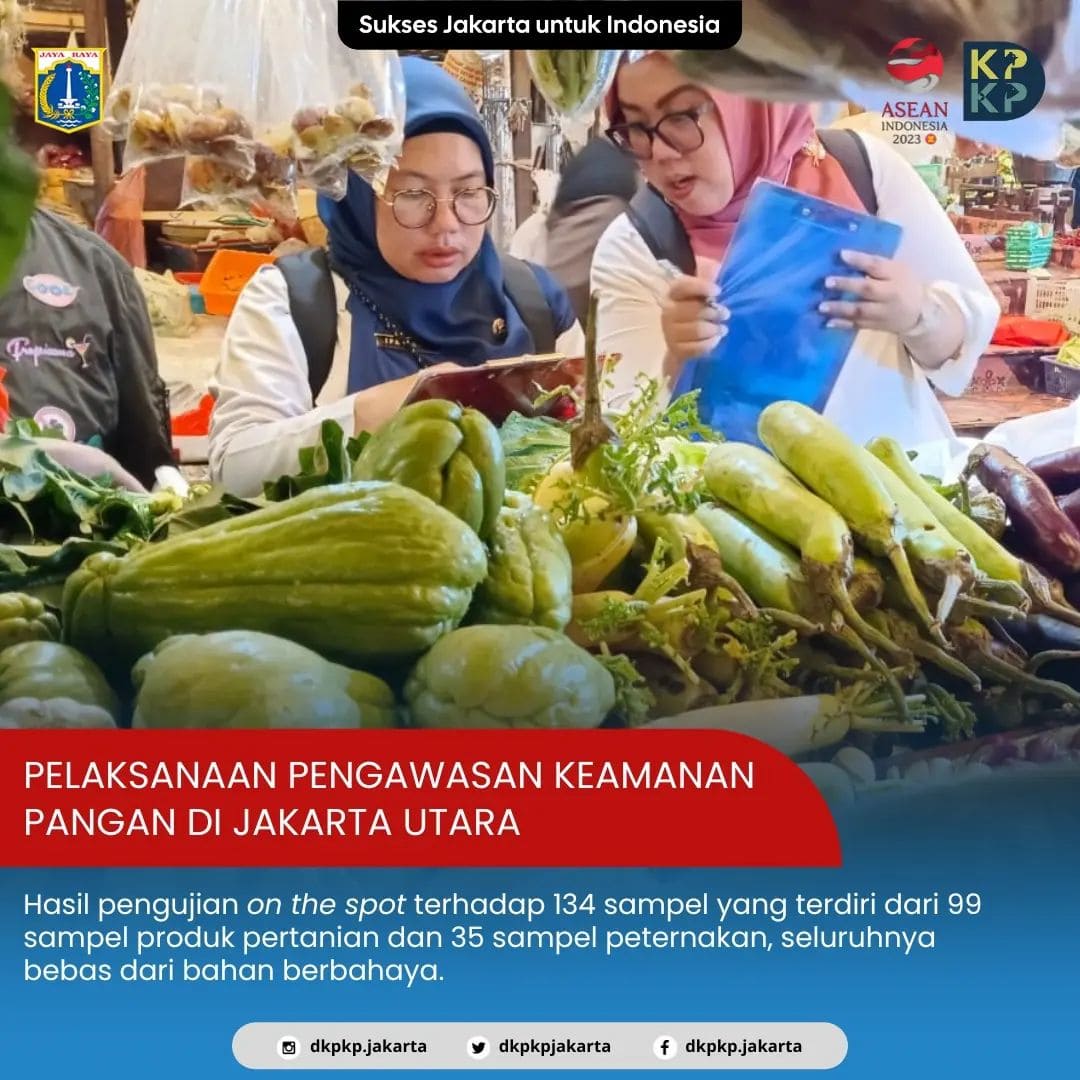 Sukses Jakarta untuk Indonesia
JAYA RAYA
ASEAN
INDONESIA
2023
KP
KP
COOL
Tropicana
PELAKSANAAN PENGAWASAN KEAMANAN
PANGAN DI JAKARTA UTARA
Hasil pengujian on the spot terhadap 134 sampel yang terdiri dari 99
sampel produk pertanian dan 35 sampel peternakan, seluruhnya
bebas dari bahan berbahaya.
dkpkp.jakarta
dkpkpjakarta
dkpkp.jakarta